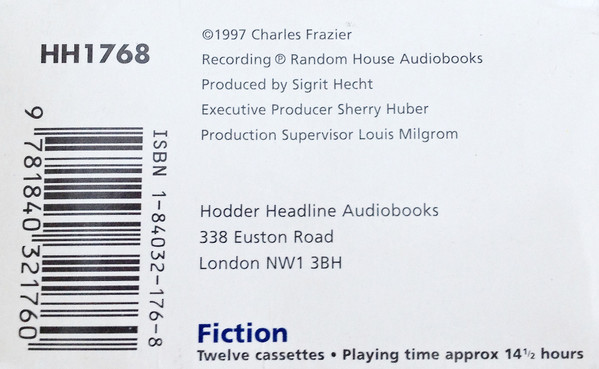 HH1768
©1997 Charles Frazier
Recording ℗ Random House Audiobooks
Produced by Sigrit Hecht
Executive Producer Sherry Huber
Production Supervisor Louis Milgrom
ISBN 1-84032-176-8
9 781840 321760
Hodder Headline Audiobooks
338 Euston Road
London NW1 3BH
Fiction
Twelve cassettes • Playing time approx 14½ hours